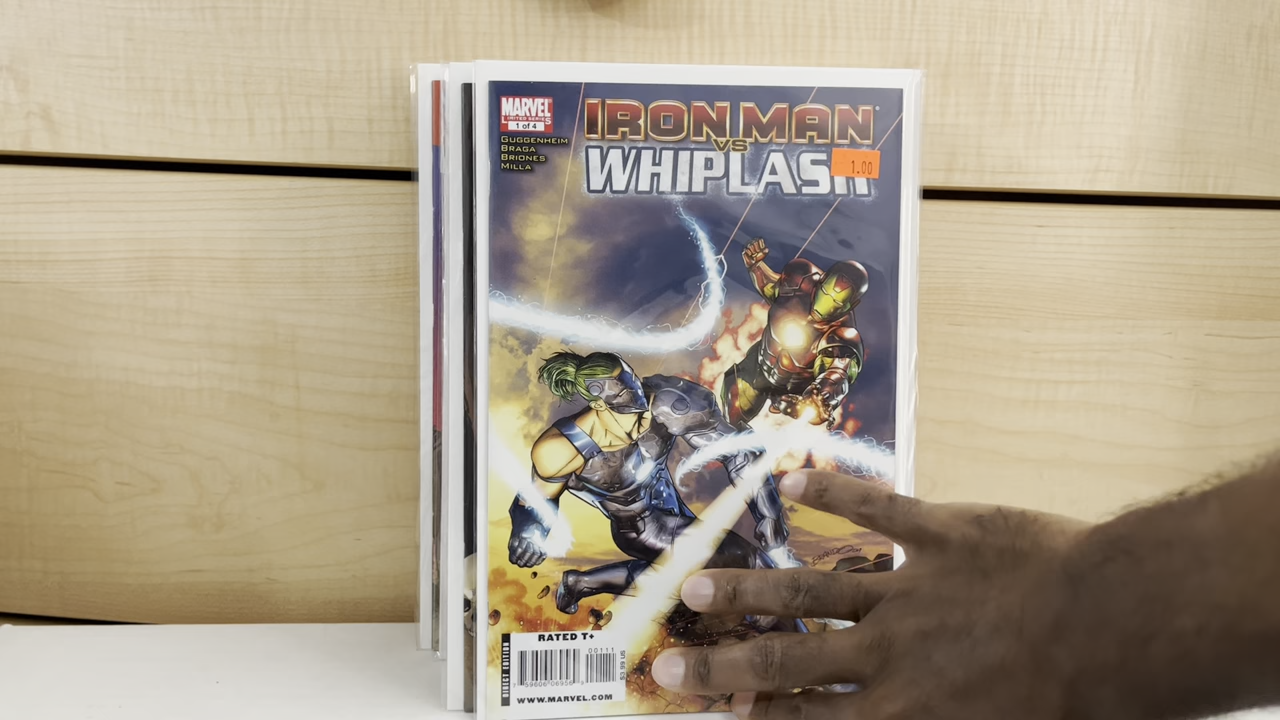 MARVEL
LIMITED SERIES
1 of 4
GUGGENHEIM
BRAGA
BRIONES
MILLA
IRON MAN
VS
WHIPLASH
1.00
RATED T+
DIRECT EDITION
00111
$3.99 US
WWW.MARVEL.COM